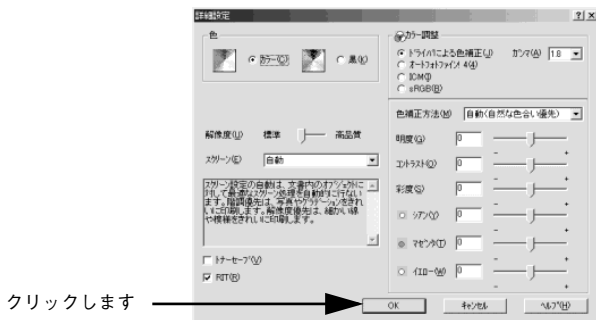 詳細設定
色
カラー(C)
黒(K)
解像度(U) 標準 高品質
スクリーン(E) 自動
スクリーン設定の自動は、文書内のオブジェクトに
対して最適なスクリーン処理を自動的に行ない
ます。階調優先は、写真やグラデーションをきれ
いに印刷します。解像度優先は、細かい線
や模様をきれいに印刷します。
トナーセーブ(V)
RIT(R)
カラー調整
ドライバによる色補正(J) ガンマ(A) 1.8
オートフォトファイン!4(4)
ICM(I)
sRGB(B)
色補正方法(M) 自動(自然な色合い優先)
明度(G) 0
- +
コントラスト(O) 0
- +
彩度(S) 0
- +
シアン(Y) 0
- +
マゼンタ(T) 0
- +
イエロー(W) 0
- +
クリックします
OK キャンセル ヘルプ(H)